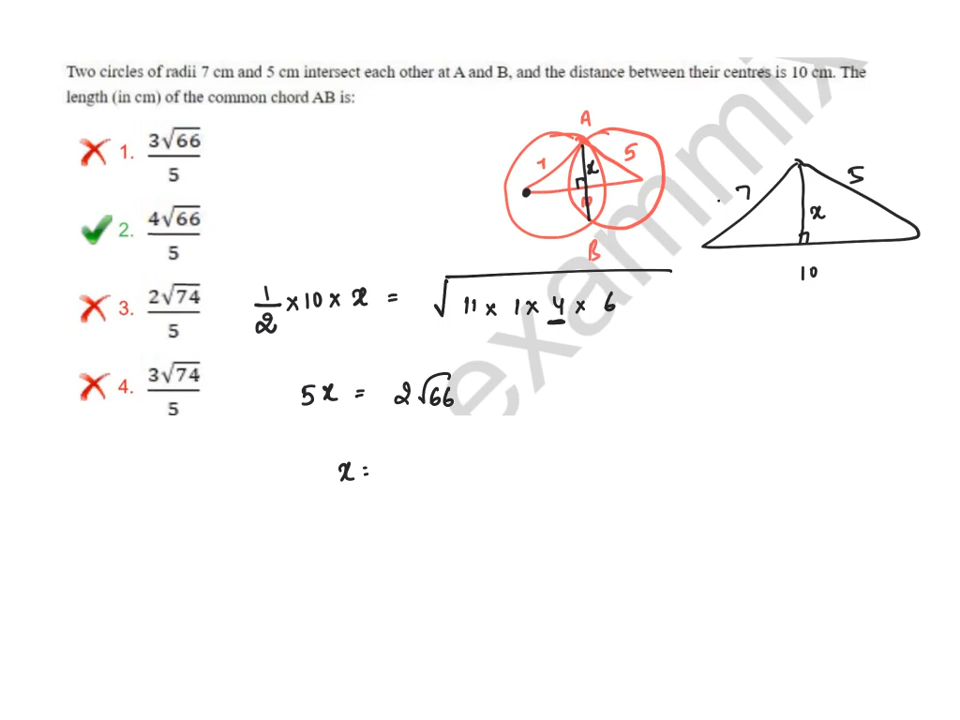 Two circles of radii 7 cm and 5 cm intersect each other at A and B, and the distance between their centres is 10 cm. The
length (in cm) of the common chord AB is:
1. 3√66/5
2. 4√66/5
3. 2√74/5
4. 3√74/5
A
7
x
5
B
7
x
5
10
1/2 × 10 × x = √(11 × 1 × 4 × 6)
5x = 2√66
x =
exammix